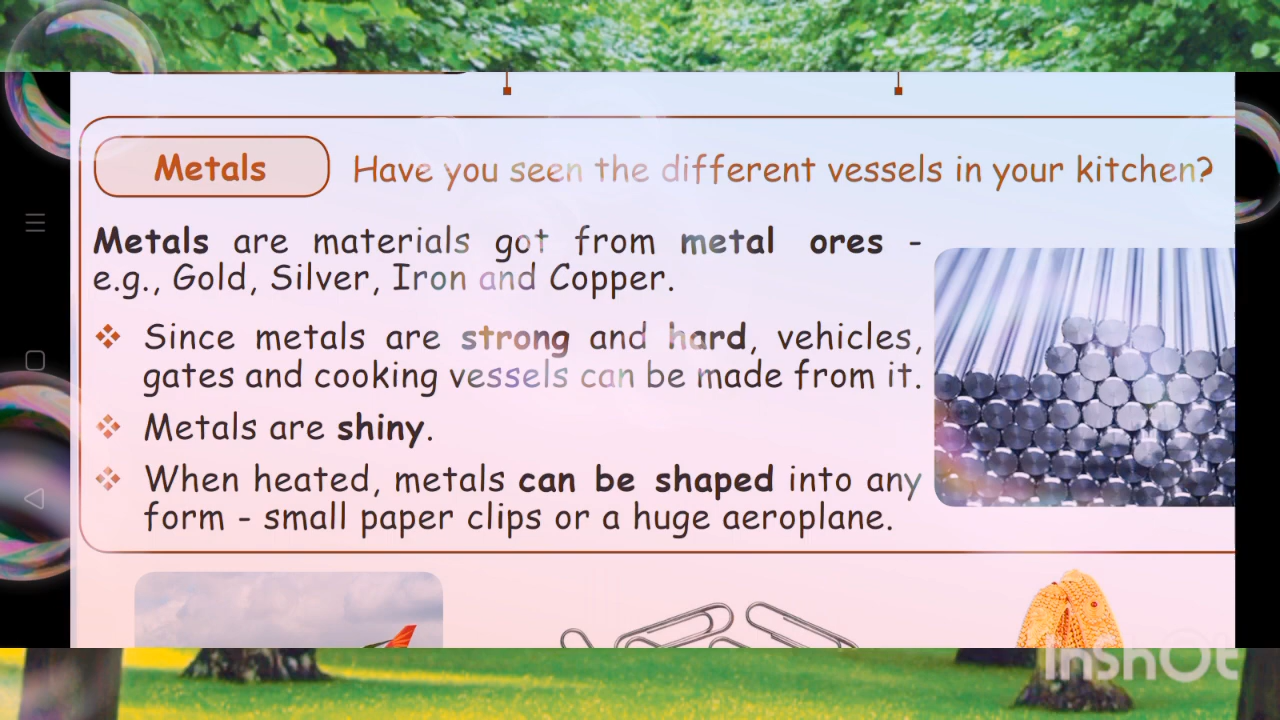 Metals
Have you seen the different vessels in your kitchen?
Metals are materials got from metal ores -
e.g., Gold, Silver, Iron and Copper.
Since metals are strong and hard, vehicles,
gates and cooking vessels can be made from it.
Metals are shiny.
When heated, metals can be shaped into any
form - small paper clips or a huge aeroplane.
InShOt